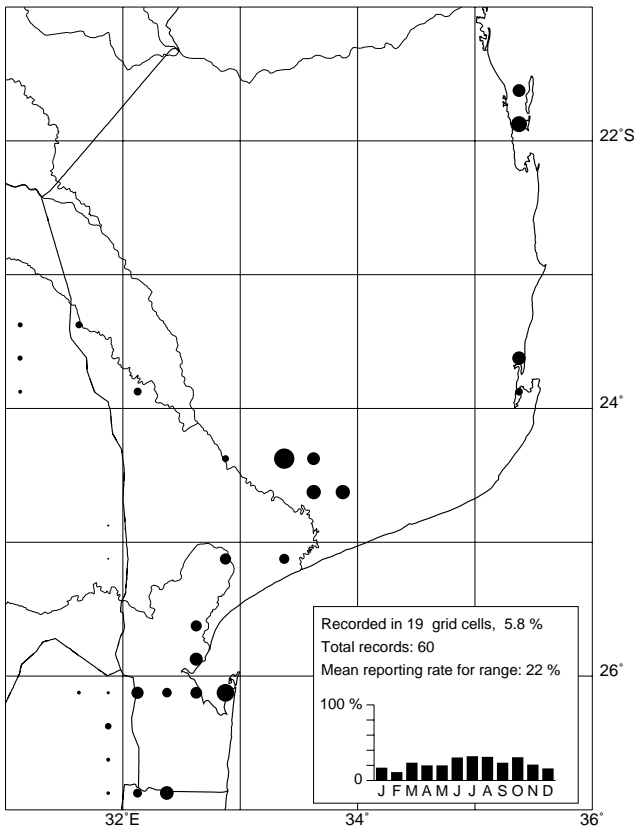 22˚S
24˚
Recorded in 19 grid cells, 5.8 %
Total records: 60
Mean reporting rate for range: 22 %
26˚
100 %
0
J F M A M J J A S O N D
32˚E
34˚
36˚